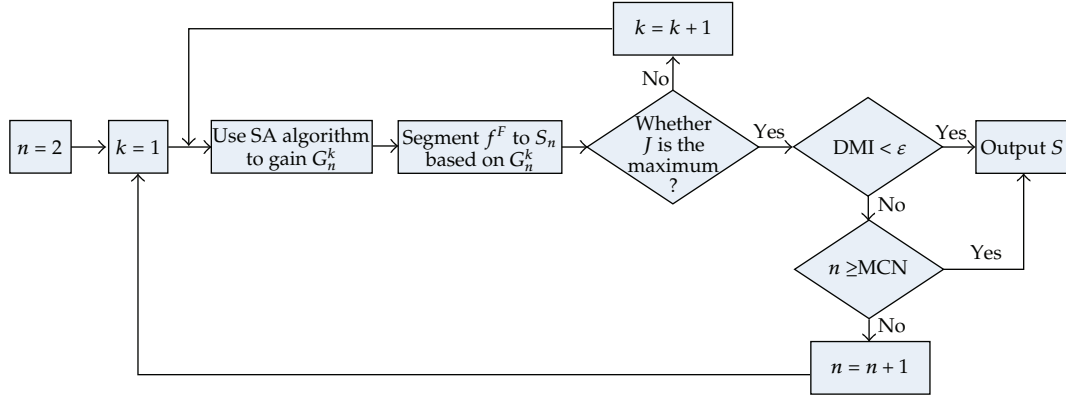 k = k + 1
No
n = 2
k = 1
Use SA algorithm
to gain G_n^k
Segment f^F to S_n
based on G_n^k
Whether
J is the
maximum
?
Yes
DMI < ε
Yes
Output S
No
n ≥MCN
Yes
No
n = n + 1